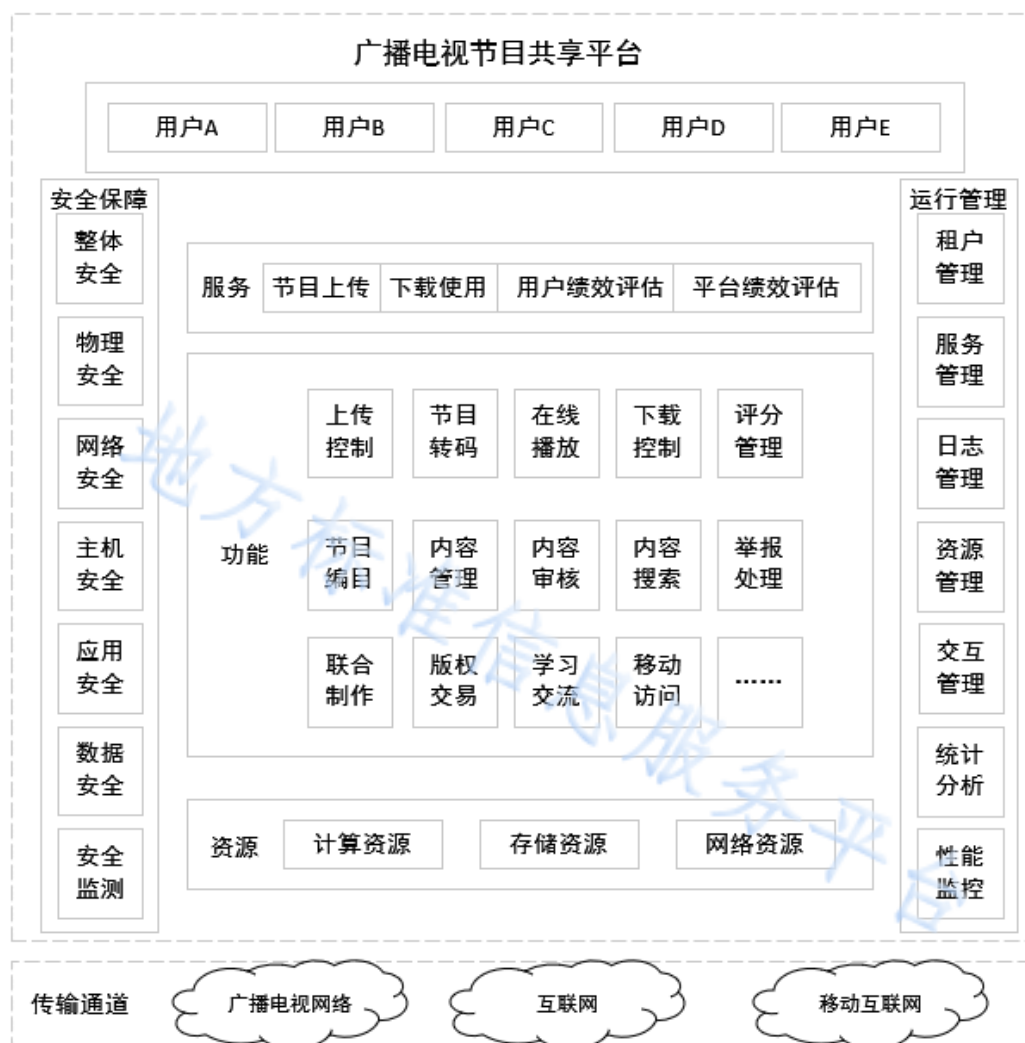 广播电视节目共享平台
用户A 用户B 用户C 用户D 用户E
安全保障
整体
安全
物理
安全
网络
安全
主机
安全
应用
安全
数据
安全
安全
监测
服务 节目上传 下载使用 用户绩效评估 平台绩效评估
功能
上传
控制
节目
转码
在线
播放
下载
控制
评分
管理
节目
编目
内容
管理
内容
审核
内容
搜索
举报
处理
联合
制作
版权
交易
学习
交流
移动
访问
......
资源 计算资源 存储资源 网络资源
运行管理
租户
管理
服务
管理
日志
管理
资源
管理
交互
管理
统计
分析
性能
监控
传输通道 广播电视网络 互联网 移动互联网
地方标准信息服务平台